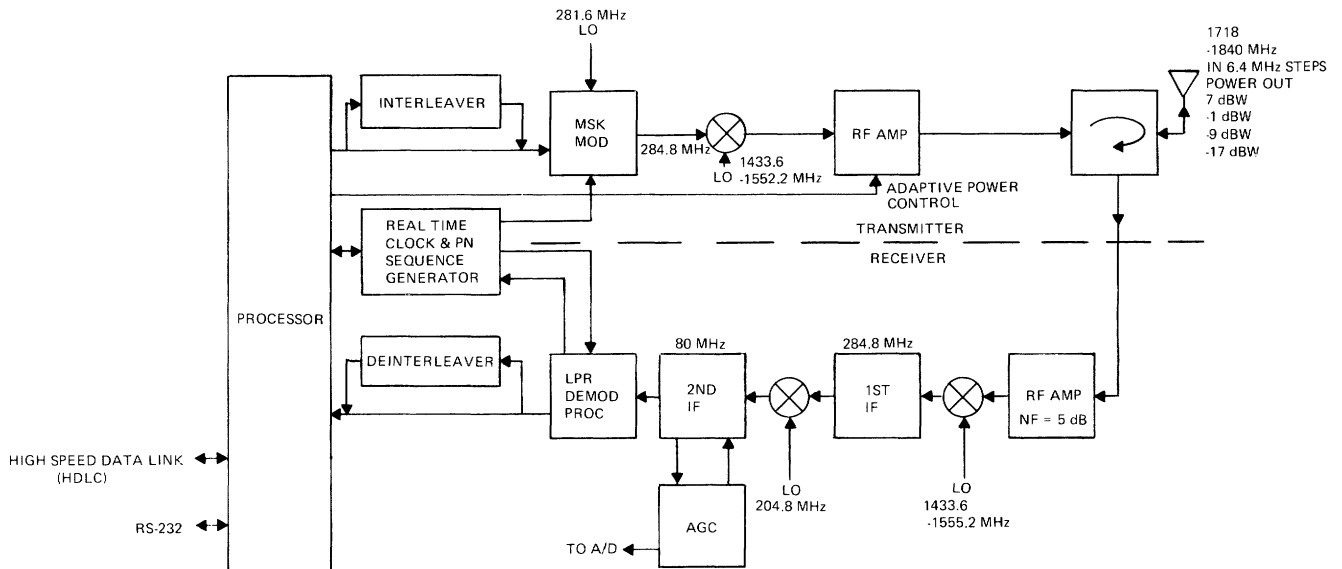 281.6 MHz
LO
1718
-1840 MHz
IN 6.4 MHz STEPS
POWER OUT
7 dBW
-1 dBW
-9 dBW
-17 dBW
INTERLEAVER
MSK
MOD
284.8 MHz
1433.6
LO -1552.2 MHz
RF AMP
ADAPTIVE POWER
CONTROL
TRANSMITTER
RECEIVER
REAL TIME
CLOCK & PN
SEQUENCE
GENERATOR
PROCESSOR
DEINTERLEAVER
LPR
DEMOD
PROC
80 MHz
2ND
IF
LO
204.8 MHz
284.8 MHz
1ST
IF
LO
1433.6
-1555.2 MHz
RF AMP
NF = 5 dB
AGC
TO A/D
HIGH SPEED DATA LINK
(HDLC)
RS-232